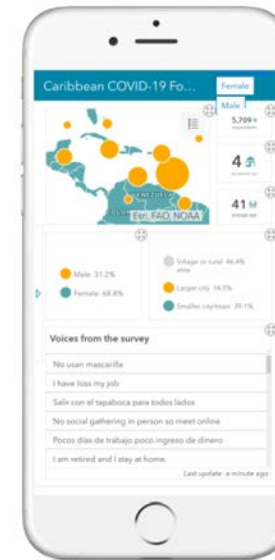 Caribbean COVID-19 Fo...
Female
Male
5,709
4
41
VENEZUELA
Esri, FAO, NOAA
Male 31.2%
Female 68.8%
Village or rural 46.4%
area
Larger city 14.5%
Smaller city/town 39.1%
Voices from the survey
No usan mascarilla
I have loss my job
Salir con el tapaboca para todos lados
No social gathering in person so meet online
Pocos días de trabajo poco ingreso de dinero
I am retired and I stay at home.
Last update: a minute ago